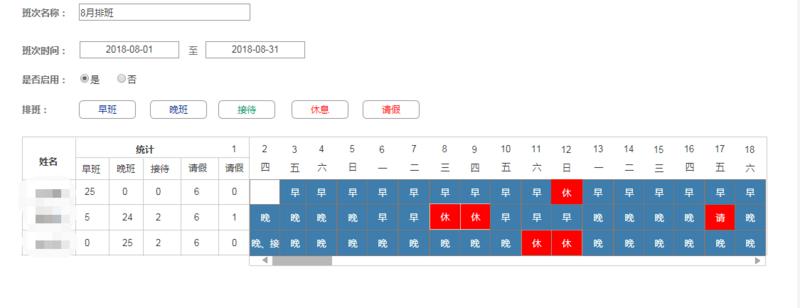 班次名称： 8月排班
班次时间： 2018-08-01 至 2018-08-31
是否启用： 是 否
排班： 早班 晚班 接待 休息 请假
姓名 统计 1 2 3 4 5 6 7 8 9 10 11 12 13 14 15 16 17 18
早班 晚班 接待 请假 请假 四 五 六 日 一 二 三 四 五 六 日 一 二 三 四 五 六
25 0 0 6 0 早 早 早 早 早 早 早 早 早 休 早 早 早 早 早 早
5 24 2 6 1 晚 晚 晚 晚 早 早 休 休 早 早 早 晚 晚 晚 晚 请 晚
0 25 2 6 0 晚、接 晚 晚 晚 晚 晚 晚 晚 晚 休 休 晚 晚 晚 晚 晚 晚